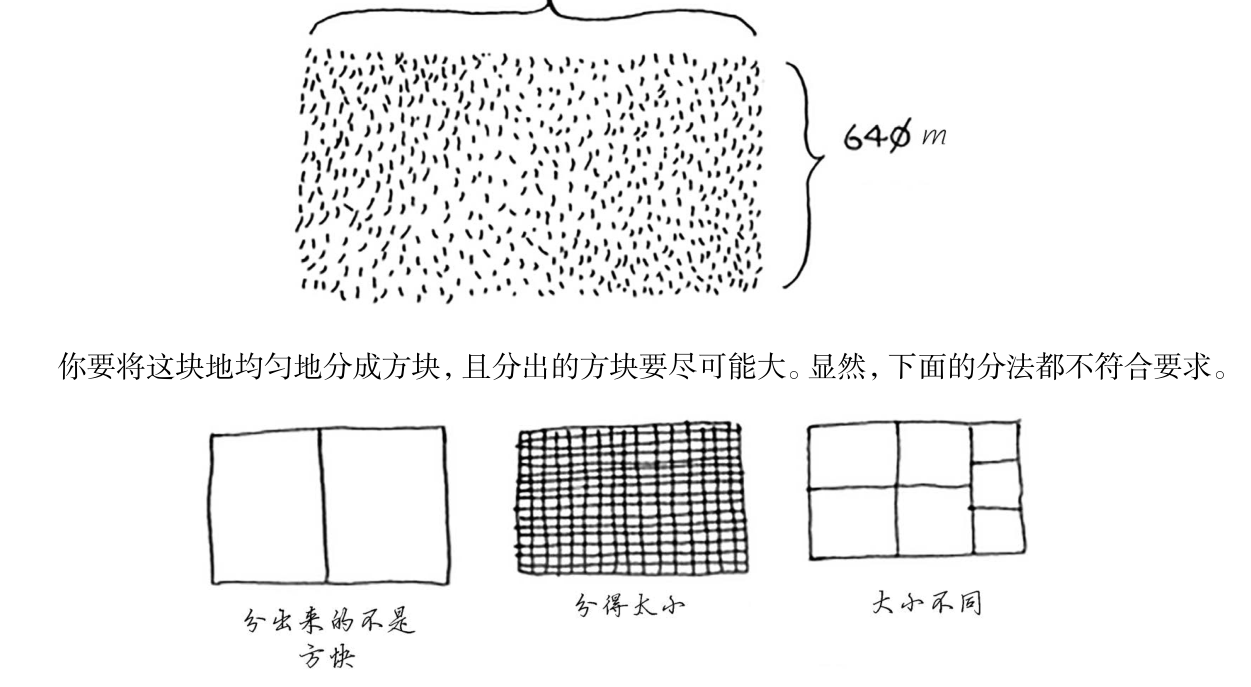 640 m
你要将这块地均匀地分成方块，且分出的方块要尽可能大。显然，下面的分法都不符合要求。
分出来的不是
方块
分得太小
大小不同